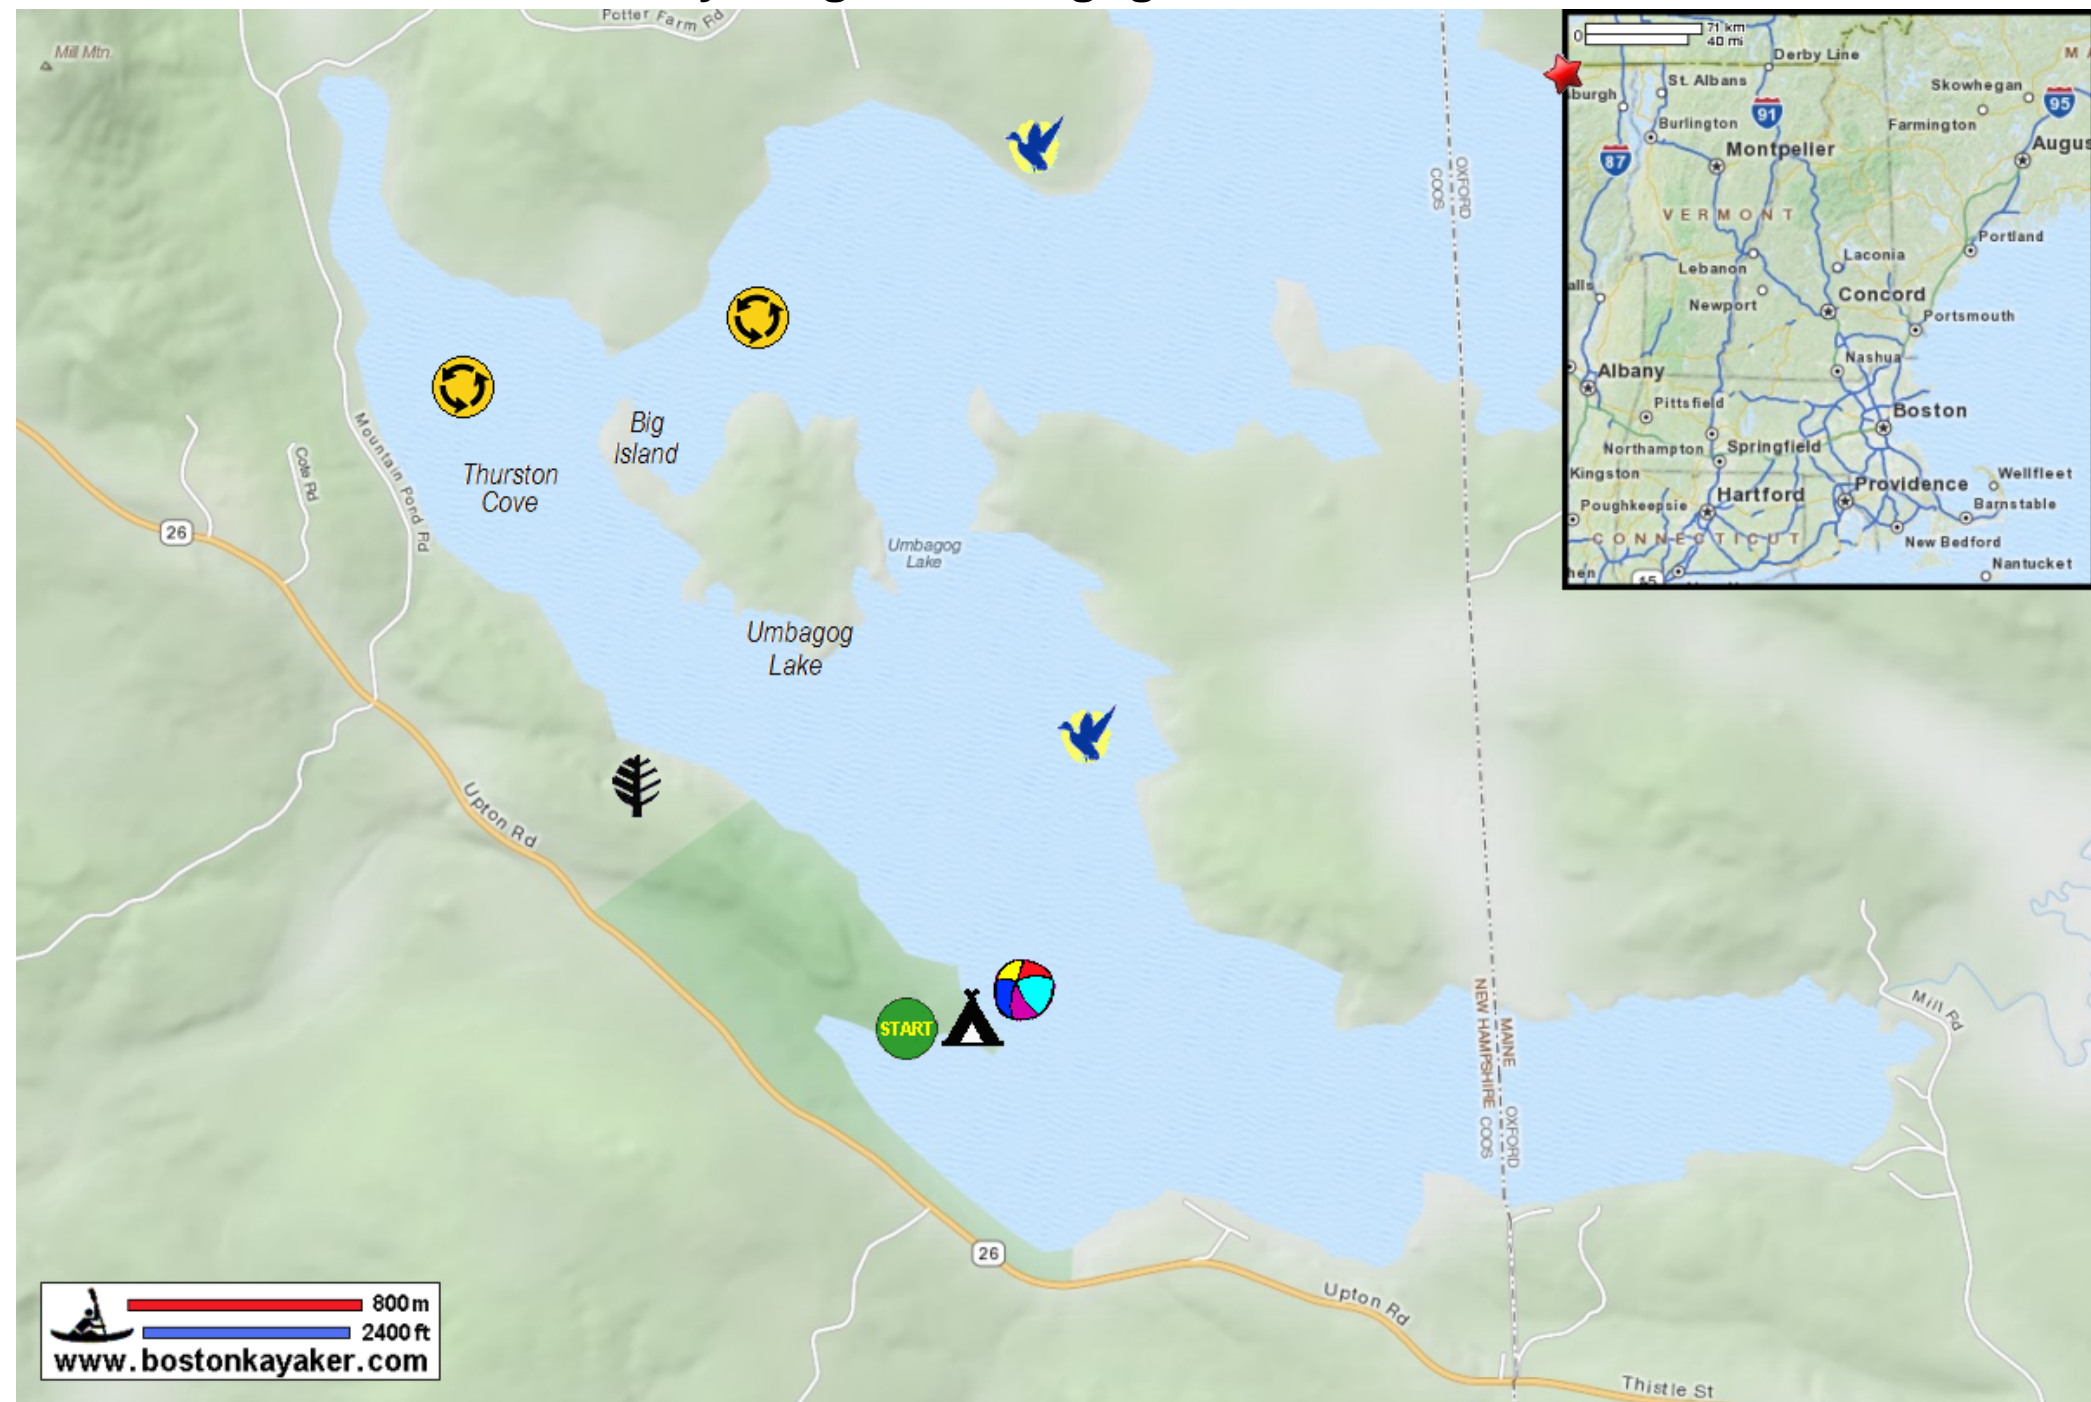 Potter Farm Rd
Mill Mtn.
OXFORD
COOS
Big
Island
Thurston
Cove
Mountain Pond Rd
Cote Rd
26
Umbagog
Lake
Umbagog
Lake
Upton Rd
START
Mill Rd
MAINE
NEW HAMPSHIRE
OXFORD
COOS
26
Upton Rd
Thistle St
800 m
2400 ft
www.bostonkayaker.com
0
71 km
40 mi
Derby Line
St. Albans
Skowhegan
95
91
Burlington
Farmington
Montpelier
87
VERMONT
Portland
Laconia
Lebanon
Newport
Concord
Portsmouth
Nashua
Albany
Pittsfield
Boston
Northampton
Springfield
Kingston
Wellfleet
Hartford
Providence
Poughkeepsie
Barnstable
CONNECTICUT
New Bedford
Nantucket